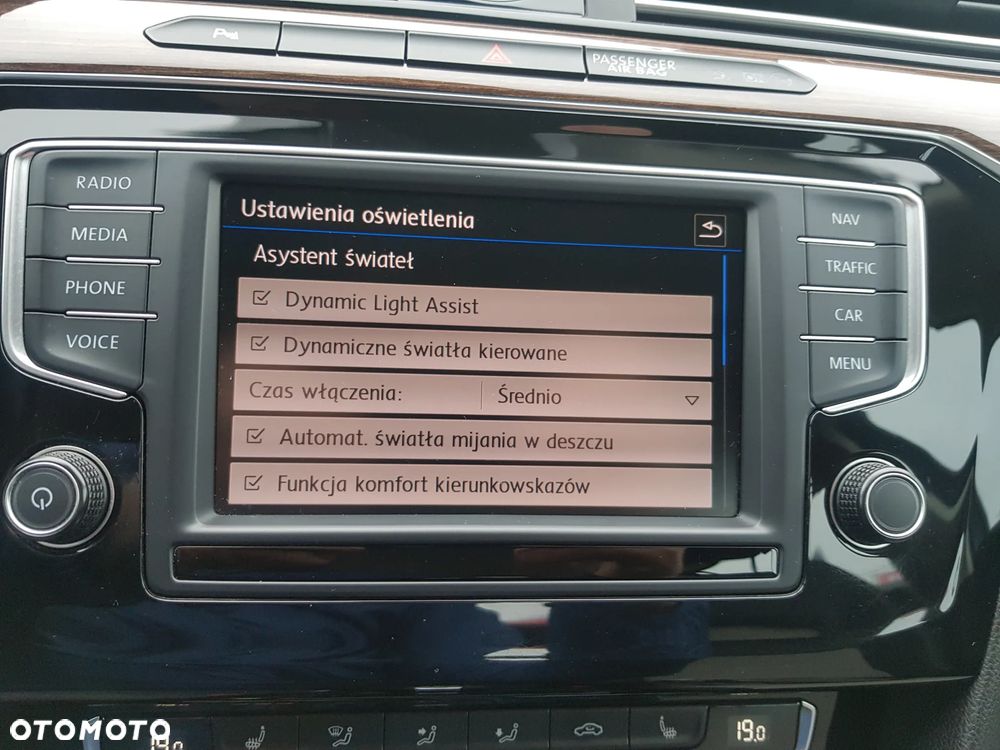 PASSENGER
AIR BAG
RADIO
MEDIA
PHONE
VOICE
Ustawienia oświetlenia
Asystent świateł
Dynamic Light Assist
Dynamiczne światła kierowane
Czas włączenia: Średnio
Automat. światła mijania w deszczu
Funkcja komfort kierunkowskazów
NAV
TRAFFIC
CAR
MENU
OTOMOTO
19.0